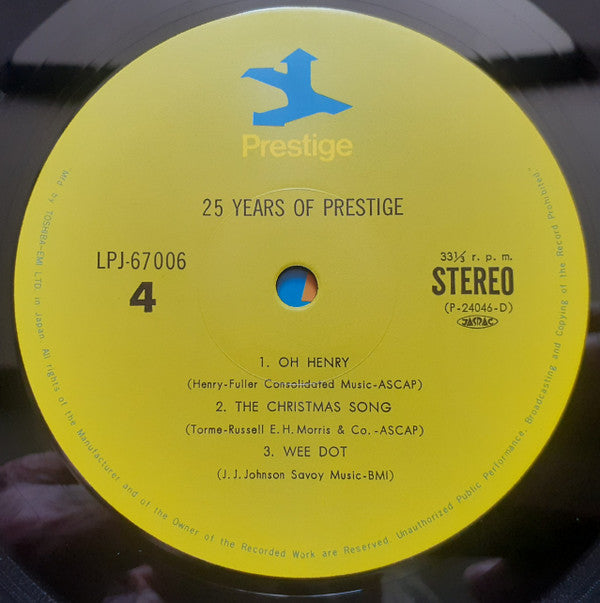 Prestige
25 YEARS OF PRESTIGE
LPJ-67006
4
33⅓ r. p. m.
STEREO
(P-24046-D)
JASRAC
1. OH HENRY
(Henry-Fuller Consolidated Music-ASCAP)
2. THE CHRISTMAS SONG
(Torme-Russell E. H. Morris & Co. -ASCAP)
3. WEE DOT
(J. J. Johnson Savoy Music-BMI)
Mfd by TOSHIBA-EMI LTD. in Japan. All rights of the Manufacturer and of the Owner of the Recorded Work are Reserved. Unauthorized Public Performance, Broadcasting and Copying of the Record Prohibited.